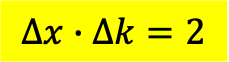 Δx · Δk = 2